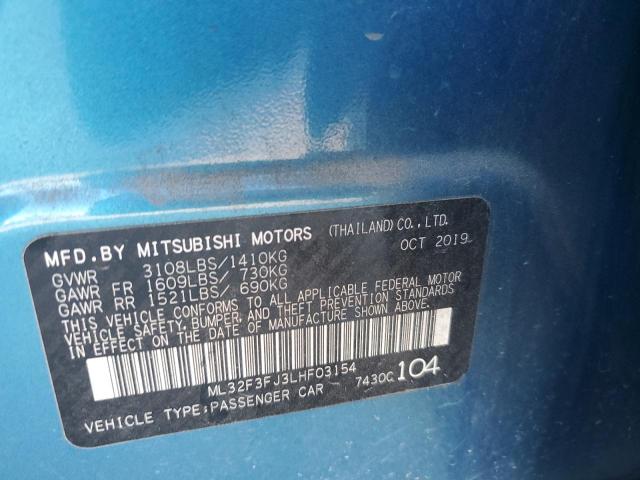 MFD.BY MITSUBISHI MOTORS (THAILAND) CO.,LTD.
OCT 2019
GVWR 3108LBS/1410KG
GAWR FR 1609LBS/ 730KG
GAWR RR 1521LBS/ 690KG
THIS VEHICLE CONFORMS TO ALL APPLICABLE FEDERAL MOTOR
VEHICLE SAFETY, BUMPER, AND THEFT PREVENTION STANDARDS
IN EFFECT ON THE DATE OF MANUFACTURE SHOWN ABOVE.
ML32F3FJ3LHF03154
7430C 104
VEHICLE TYPE:PASSENGER CAR